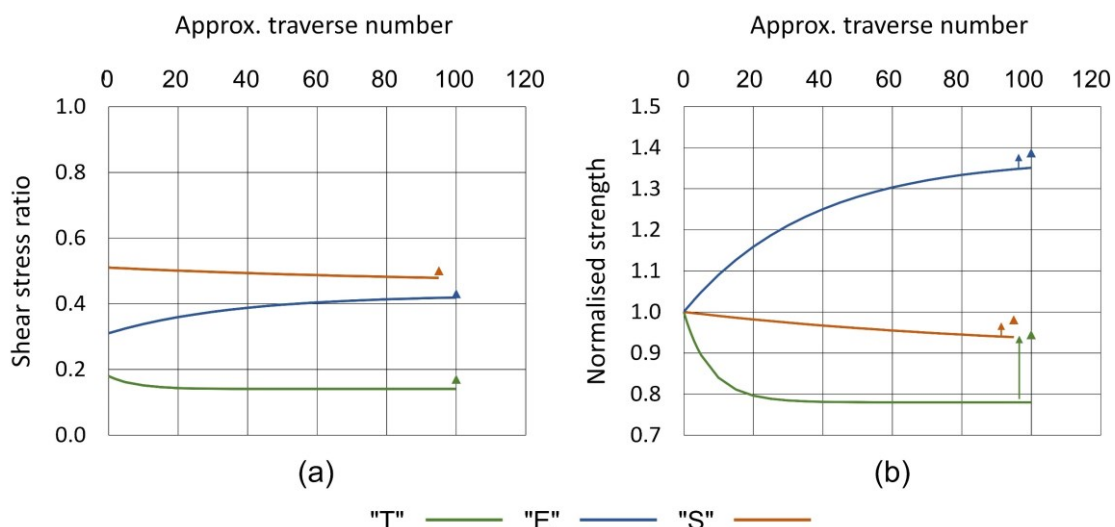 Approx. traverse number
0 20 40 60 80 100 120
Shear stress ratio
1.0
0.8
0.6
0.4
0.2
0.0
(a)
Approx. traverse number
0 20 40 60 80 100 120
Normalised strength
1.5
1.4
1.3
1.2
1.1
1.0
0.9
0.8
0.7
(b)
"T" "F" "S"